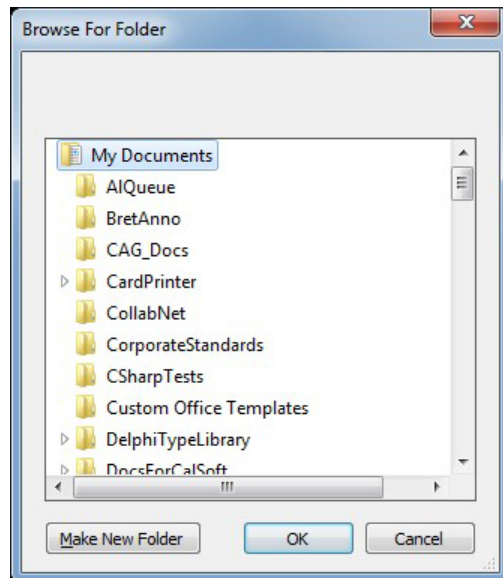 Browse For Folder
My Documents
AIQueue
BretAnno
CAG_Docs
CardPrinter
CollabNet
CorporateStandards
CSharpTests
Custom Office Templates
DelphiTypeLibrary
DocsForCalSoft
Make New Folder
OK
Cancel